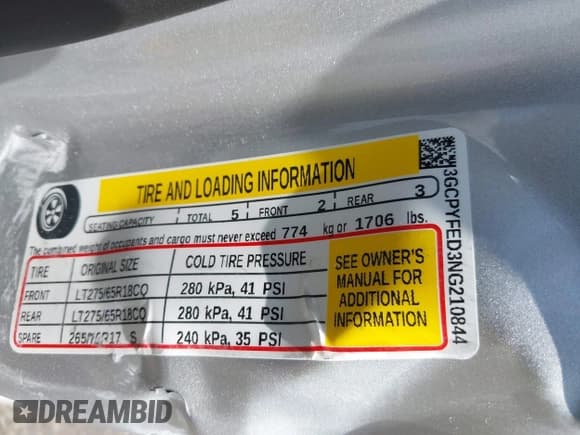 TIRE AND LOADING INFORMATION
SEATING CAPACITY TOTAL 5 FRONT 2 REAR 3
The combined weight of occupants and cargo must never exceed 774 kg or 1706 lbs.
TIRE ORIGINAL SIZE COLD TIRE PRESSURE
FRONT LT275/65R18CQ 280 kPa, 41 PSI
REAR LT275/65R18CQ 280 kPa, 41 PSI
SPARE 240 kPa, 35 PSI
SEE OWNER'S
MANUAL FOR
ADDITIONAL
INFORMATION
3GCPYFED3NG210844
DREAMBID